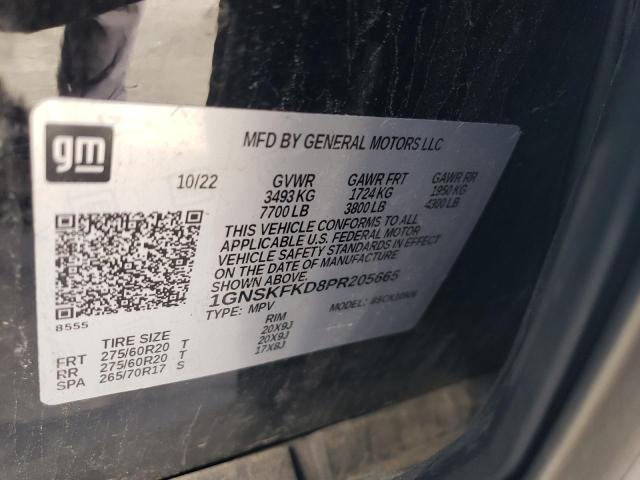 gm
MFD BY GENERAL MOTORS LLC
10/22 GVWR GAWR FRT GAWR RR
3493 KG 1724 KG 1950 KG
7700 LB 3800 LB 4300 LB
THIS VEHICLE CONFORMS TO ALL
APPLICABLE U.S. FEDERAL MOTOR
VEHICLE SAFETY STANDARDS IN EFFECT
ON THE DATE OF MANUFACTURE
1GNSKFKD8PR205665
8555
TYPE: MPV MODEL:
TIRE SIZE RIM
FRT 275/60R20 T 20X9J
RR 275/60R20 T 20X9J
SPA 265/70R17 S 17X8J